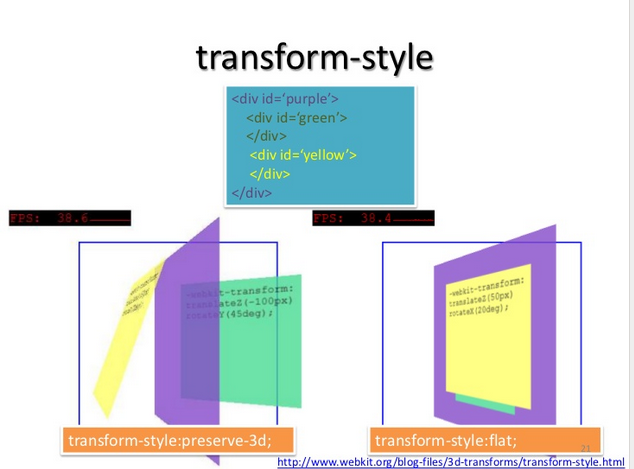 transform-style
<div id='purple'>
<div id='green'>
</div>
<div id='yellow'>
</div>
</div>
FPS: 38.6
FPS: 38.4
-webkit-transform:
translateZ(-100px)
rotateY(45deg);
-webkit-transform:
translateZ(50px)
rotateX(20deg);
transform-style:preserve-3d;
transform-style:flat;
21
http://www.webkit.org/blog-files/3d-transforms/transform-style.html